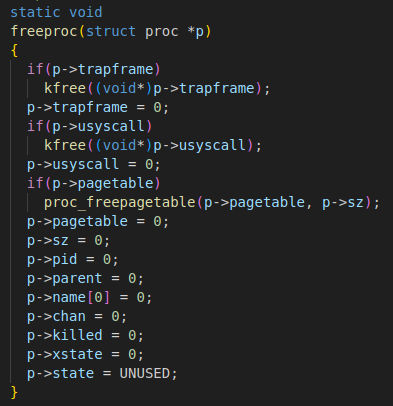 static void
freeproc(struct proc *p)
{
  if(p->trapframe)
    kfree((void*)p->trapframe);
  p->trapframe = 0;
  if(p->usyscall)
    kfree((void*)p->usyscall);
  p->usyscall = 0;
  if(p->pagetable)
    proc_freepagetable(p->pagetable, p->sz);
  p->pagetable = 0;
  p->sz = 0;
  p->pid = 0;
  p->parent = 0;
  p->name[0] = 0;
  p->chan = 0;
  p->killed = 0;
  p->xstate = 0;
  p->state = UNUSED;
}